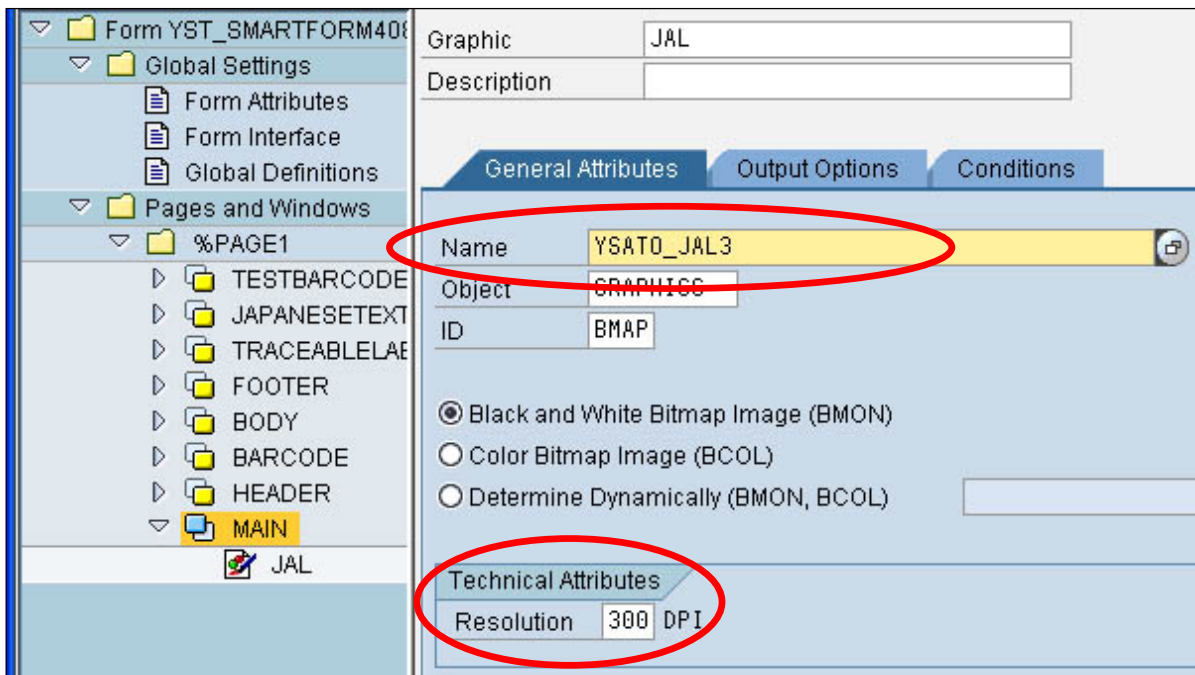 Form YST_SMARTFORM408
Global Settings
Form Attributes
Form Interface
Global Definitions
Pages and Windows
%PAGE1
TESTBARCODE
JAPANESETEXT
TRACEABLELAB
FOOTER
BODY
BARCODE
HEADER
MAIN
JAL
Graphic JAL
Description
General Attributes Output Options Conditions
Name YSATO_JAL3
Object GRAPHICS
ID BMAP
Black and White Bitmap Image (BMON)
Color Bitmap Image (BCOL)
Determine Dynamically (BMON, BCOL)
Technical Attributes
Resolution 300 DPI